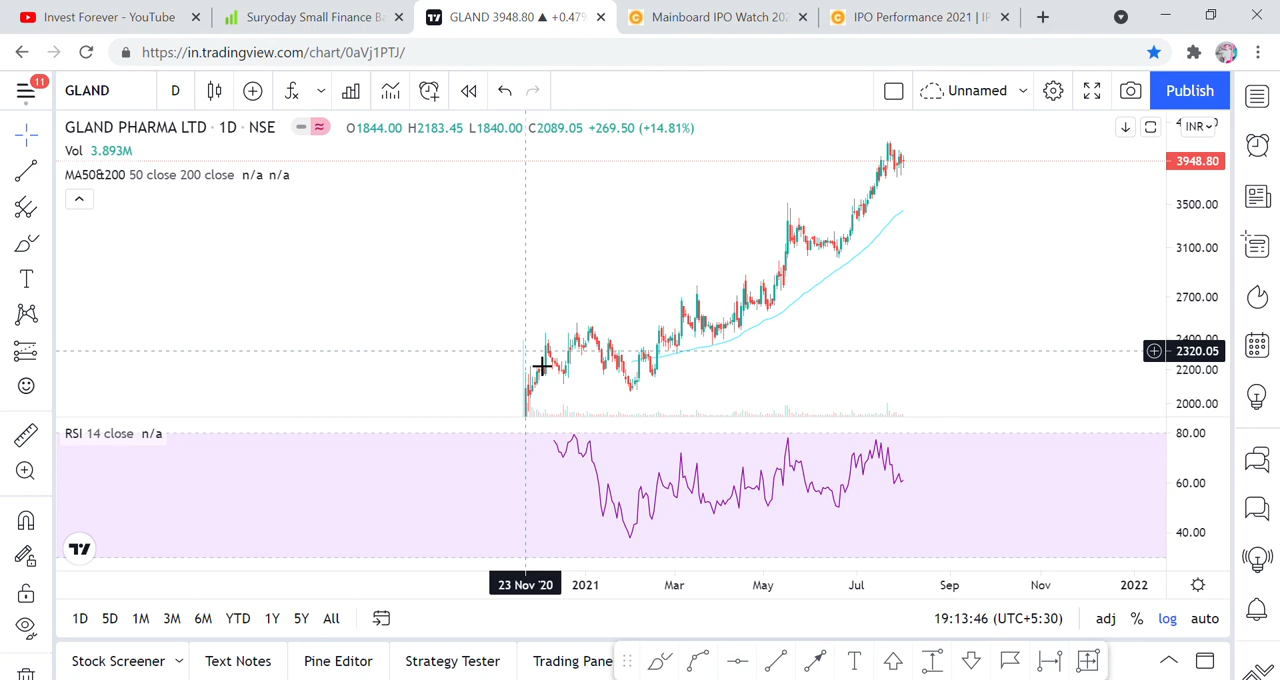 Invest Forever - YouTube
Suryoday Small Finance Ba
GLAND 3948.80 ▲ +0.47%
Mainboard IPO Watch 202
IPO Performance 2021 | IP
https://in.tradingview.com/chart/0aVj1PTJ/
11
GLAND
D
Unnamed
Publish
GLAND PHARMA LTD · 1D · NSE
O1844.00 H2183.45 L1840.00 C2089.05 +269.50 (+14.81%)
INR
Vol 3.893M
3948.80
MA50&200 50 close 200 close n/a n/a
3500.00
3100.00
2700.00
2400.00
2320.05
2200.00
2000.00
RSI 14 close n/a
80.00
60.00
40.00
23 Nov '20
2021
Mar
May
Jul
Sep
Nov
2022
1D 5D 1M 3M 6M YTD 1Y 5Y All
19:13:46 (UTC+5:30)
adj % log auto
Stock Screener
Text Notes
Pine Editor
Strategy Tester
Trading Pane